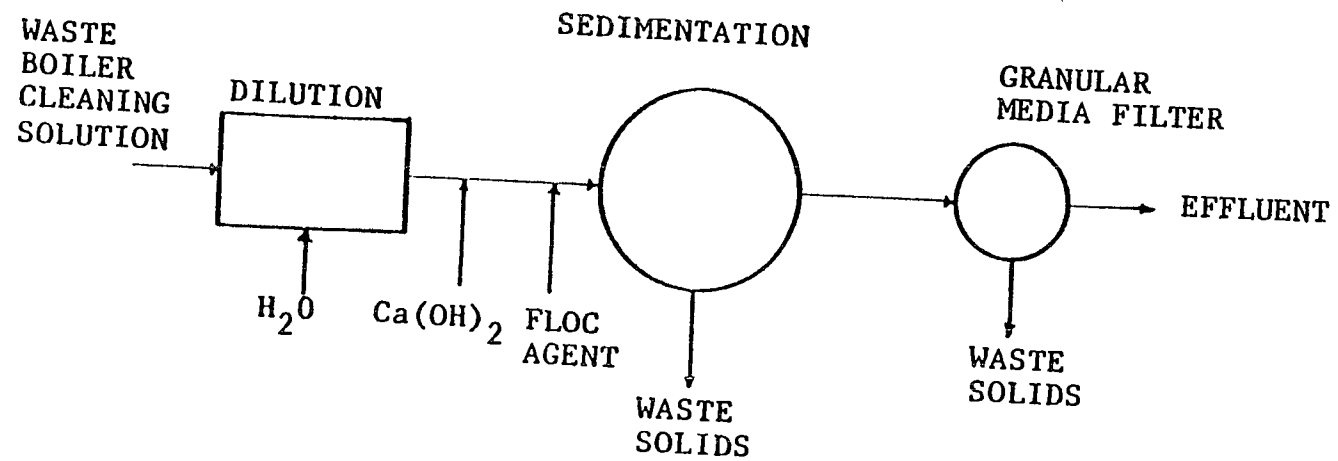 WASTE
BOILER
CLEANING
SOLUTION
DILUTION
SEDIMENTATION
GRANULAR
MEDIA FILTER
EFFLUENT
H₂O
Ca(OH)₂
FLOC
AGENT
WASTE
SOLIDS
WASTE
SOLIDS